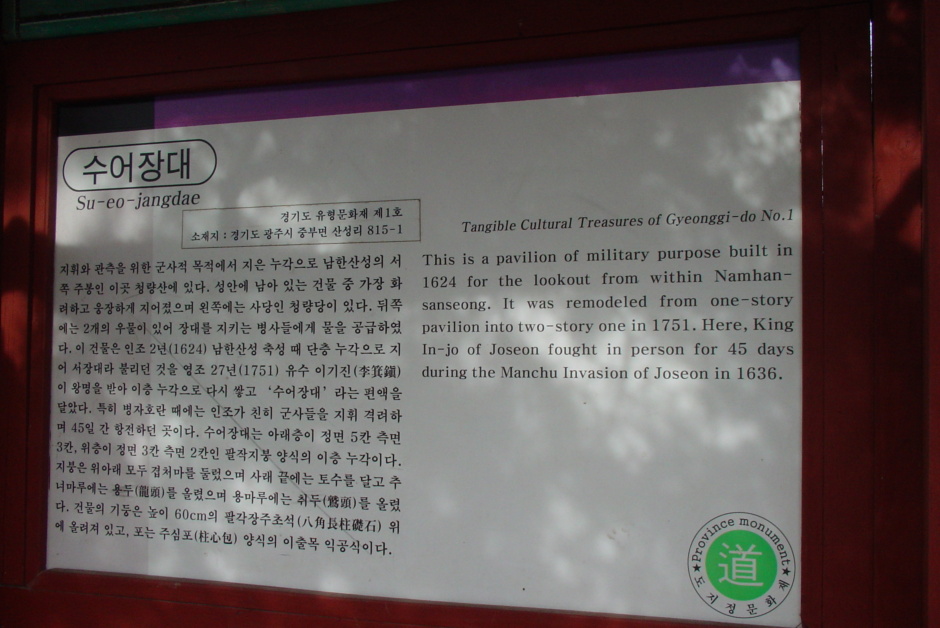 수어장대
Su-eo-jangdae
경기도 유형문화재 제1호
소재지 : 경기도 광주시 중부면 산성리 815-1
지휘와 관측을 위한 군사적 목적에서 지은 누각으로 남한산성의 서
쪽 주봉인 이곳 청량산에 있다. 성안에 남아 있는 건물 중 가장 화
려하고 웅장하게 지어졌으며 왼쪽에는 사당인 청량당이 있다. 뒤쪽
에는 2개의 우물이 있어 장대를 지키는 병사들에게 물을 공급하였
다. 이 건물은 인조 2년(1624) 남한산성 축성 때 단층 누각으로 지
어 서장대라 불리던 것을 영조 27년(1751) 유수 이기진(李箕鎭)
이 왕명을 받아 이층 누각으로 다시 쌓고 ‘수어장대’라는 편액을
달았다. 특히 병자호란 때에는 인조가 친히 군사들을 지휘 격려하
며 45일 간 항전하던 곳이다. 수어장대는 아래층이 정면 5칸 측면
3칸, 위층이 정면 3칸 측면 2칸인 팔작지붕 양식의 이층 누각이다.
지붕은 위아래 모두 겹처마를 둘렀으며 사래 끝에는 토수를 달고 추
녀마루에는 용두(龍頭)를 올렸으며 용마루에는 취두(鷲頭)를 올렸
다. 건물의 기둥은 높이 60cm의 팔각장주초석(八角長柱礎石) 위
에 올려져 있고, 포는 주심포(柱心包) 양식의 이출목 익공식이다.
Tangible Cultural Treasures of Gyeonggi-do No.1
This is a pavilion of military purpose built in
1624 for the lookout from within Namhan-
sanseong. It was remodeled from one-story
pavilion into two-story one in 1751. Here, King
In-jo of Joseon fought in person for 45 days
during the Manchu Invasion of Joseon in 1636.
Province monument
道
도지정문화재